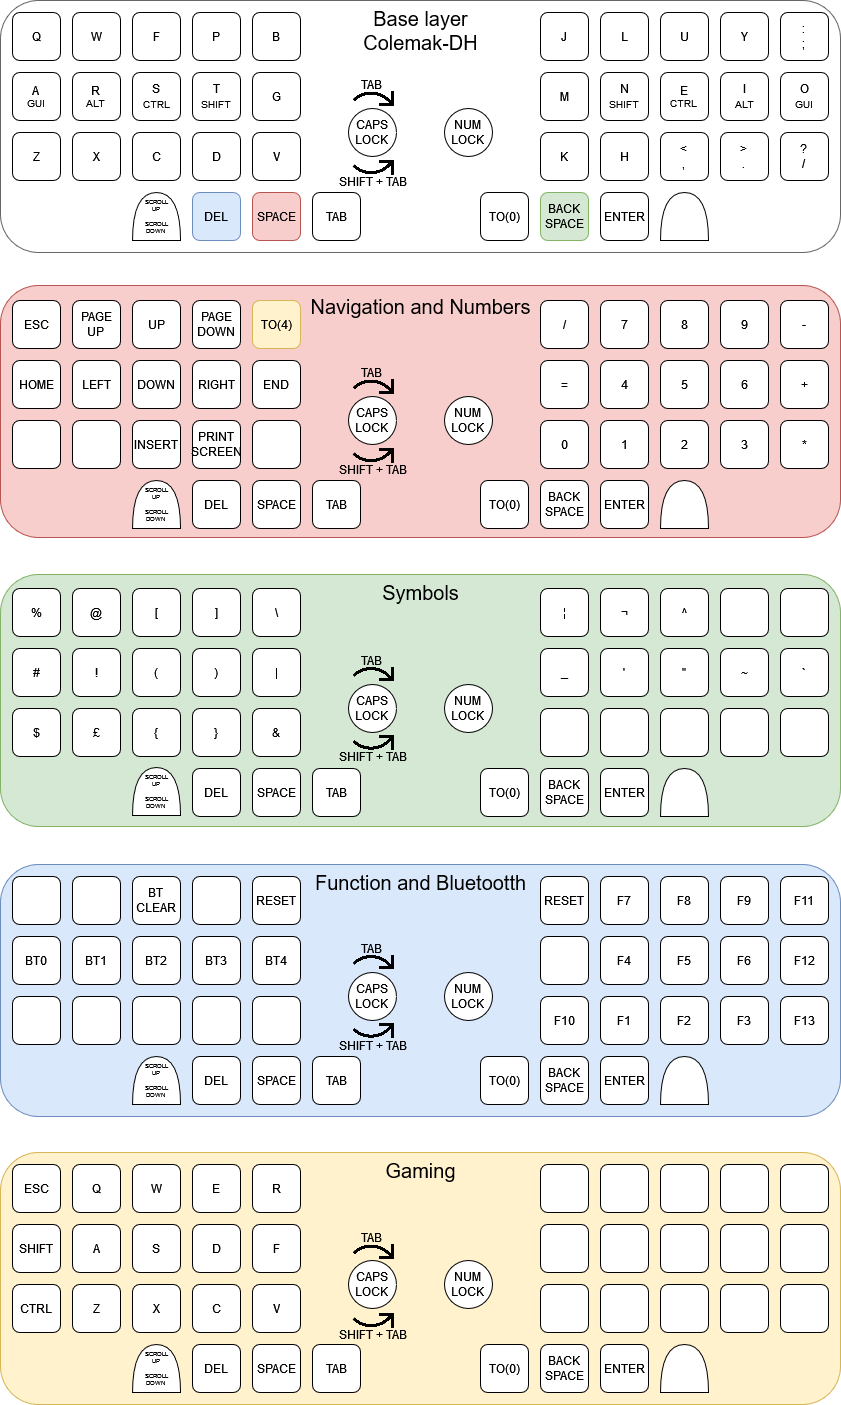 Base layer
Colemak-DH
Q W F P B J L U Y :
;
A R S T G M N E I O
GUI ALT CTRL SHIFT SHIFT CTRL ALT GUI
TAB
CAPS
LOCK
NUM
LOCK
SHIFT + TAB
Z X C D V K H < > ?
, . /
SCROLL
UP
SCROLL
DOWN
DEL SPACE TAB TO(0) BACK
SPACE
ENTER
Navigation and Numbers
ESC PAGE
UP
UP PAGE
DOWN
TO(4) / 7 8 9 -
HOME LEFT DOWN RIGHT END = 4 5 6 +
TAB
CAPS
LOCK
NUM
LOCK
SHIFT + TAB
INSERT PRINT
SCREEN
0 1 2 3 *
SCROLL
UP
SCROLL
DOWN
DEL SPACE TAB TO(0) BACK
SPACE
ENTER
Symbols
% @ [ ] \ ¦ ¬ ^
# ! ( ) | _ ' " ~ `
TAB
CAPS
LOCK
NUM
LOCK
SHIFT + TAB
$ £ { } &
SCROLL
UP
SCROLL
DOWN
DEL SPACE TAB TO(0) BACK
SPACE
ENTER
Function and Bluetootth
BT
CLEAR
RESET RESET F7 F8 F9 F11
BT0 BT1 BT2 BT3 BT4 F4 F5 F6 F12
TAB
CAPS
LOCK
NUM
LOCK
SHIFT + TAB
F10 F1 F2 F3 F13
SCROLL
UP
SCROLL
DOWN
DEL SPACE TAB TO(0) BACK
SPACE
ENTER
Gaming
ESC Q W E R
SHIFT A S D F
TAB
CAPS
LOCK
NUM
LOCK
SHIFT + TAB
CTRL Z X C V
SCROLL
UP
SCROLL
DOWN
DEL SPACE TAB TO(0) BACK
SPACE
ENTER